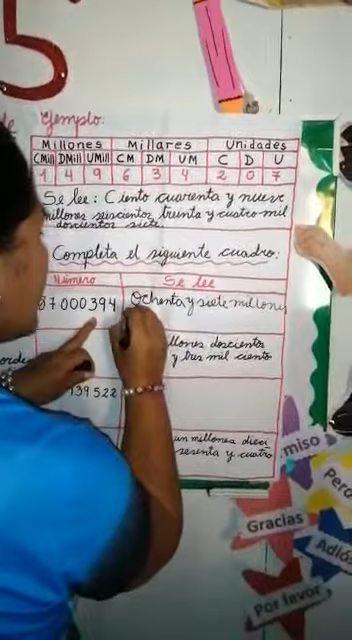 5
Ejemplo:
Millones Millares Unidades
CMill DMill UMill CM DM UM C D U
1 4 9 6 3 4 2 0 7
Se lee: Ciento cuarenta y nueve
millones seiscientos treinta y cuatro mil
doscientos siete.
Completa el siguiente cuadro:
Número Se lee
87000394 Ochenta y siete millones
llones doscientos
y tres mil ciento
139 522
un millones dieci
sesenta y cuatro
miso
Gracias
Adiós
Por favor